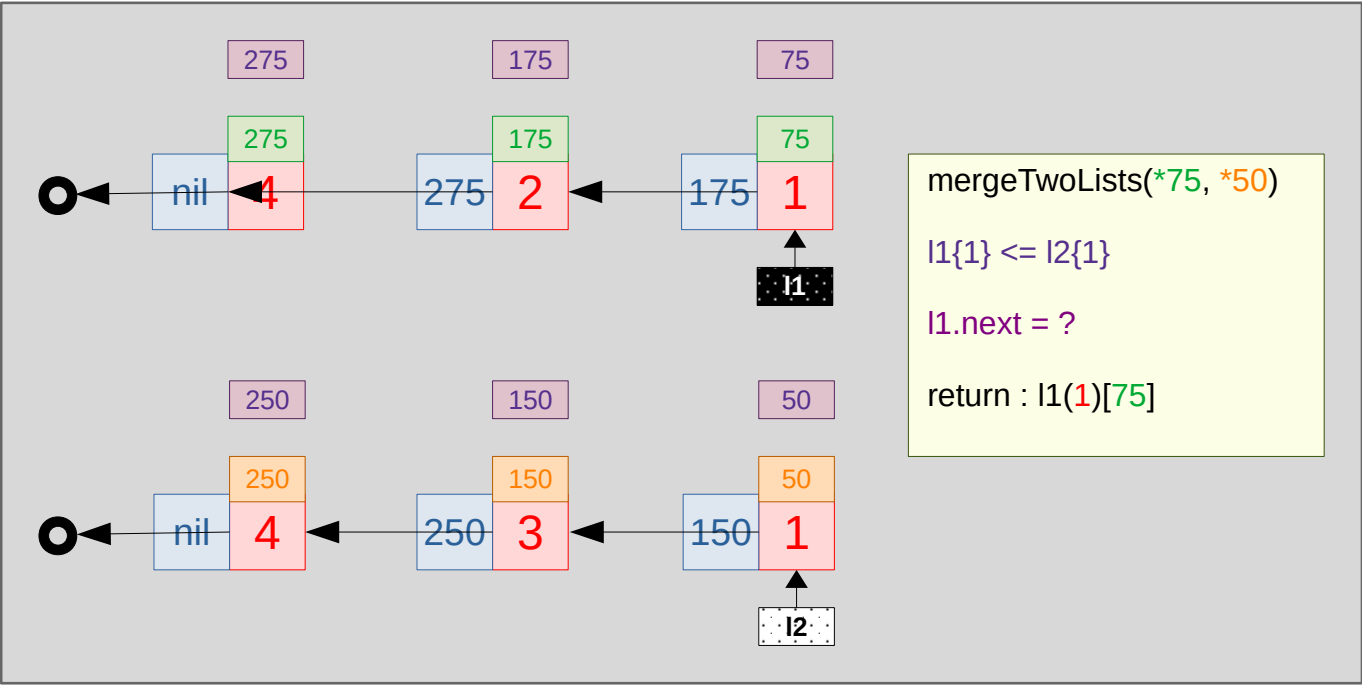 275 175 75
275 175 75
nil 4 275 2 175 1
l1
250 150 50
250 150 50
nil 4 250 3 150 1
l2
mergeTwoLists(*75, *50)
l1{1} <= l2{1}
l1.next = ?
return : l1(1)[75]